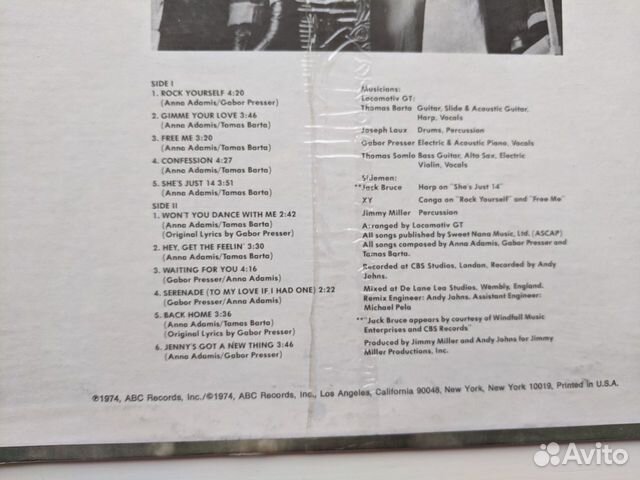 SIDE I
1. ROCK YOURSELF 4:20
(Anna Adamis/Gabor Presser)
2. GIMME YOUR LOVE 3:46
(Anna Adamis/Tamas Barta)
3. FREE ME 3:20
(Anna Adamis/Tamas Barta)
4. CONFESSION 4:27
(Anna Adamis/Tamas Barta)
5. SHE'S JUST 14 3:51
(Anna Adamis/Tamas Barta)
SIDE II
1. WON'T YOU DANCE WITH ME 2:42
(Anna Adamis/Tamas Barta)
(Original Lyrics by Gabor Presser)
2. HEY, GET THE FEELIN' 3:30
(Anna Adamis/Tamas Barta)
3. WAITING FOR YOU 4:16
(Gabor Presser/Anna Adamis)
4. SERENADE (TO MY LOVE IF I HAD ONE) 2:22
(Gabor Presser/Anna Adamis)
5. BACK HOME 3:36
(Anna Adamis/Tamas Barta)
(Original Lyrics by Gabor Presser)
6. JENNY'S GOT A NEW THING 3:46
(Anna Adamis/Gabor Presser)
Musicians:
Locomotiv GT:
Thomas Barta Guitar, Slide & Acoustic Guitar,
Harp, Vocals
Joseph Laux Drums, Percussion
Gabor Presser Electric & Acoustic Piano, Vocals
Thomas Somlo Bass Guitar, Alto Sax, Electric
Violin, Vocals
Sidemen:
**Jack Bruce Harp on "She's Just 14"
XY Conga on "Rock Yourself" and "Free Me"
Jimmy Miller Percussion
Arranged by Locomotiv GT
All songs published by Sweet Nana Music, Ltd. (ASCAP)
All songs composed by Anna Adamis, Gabor Presser and
Tamas Barta.
Recorded at CBS Studios, London, Recorded by Andy
Johns.
Mixed at De Lane Lea Studios, Wembly, England.
Remix Engineer: Andy Johns. Assistant Engineer:
Michael Pela
**"Jack Bruce appears by courtesy of Windfall Music
Enterprises and CBS Records"
Produced by Jimmy Miller and Andy Johns for Jimmy
Miller Productions, Inc.
℗1974, ABC Records, Inc./©1974, ABC Records, Inc., Los Angeles, California 90048, New York, New York 10019, Printed in U.S.A.
Avito